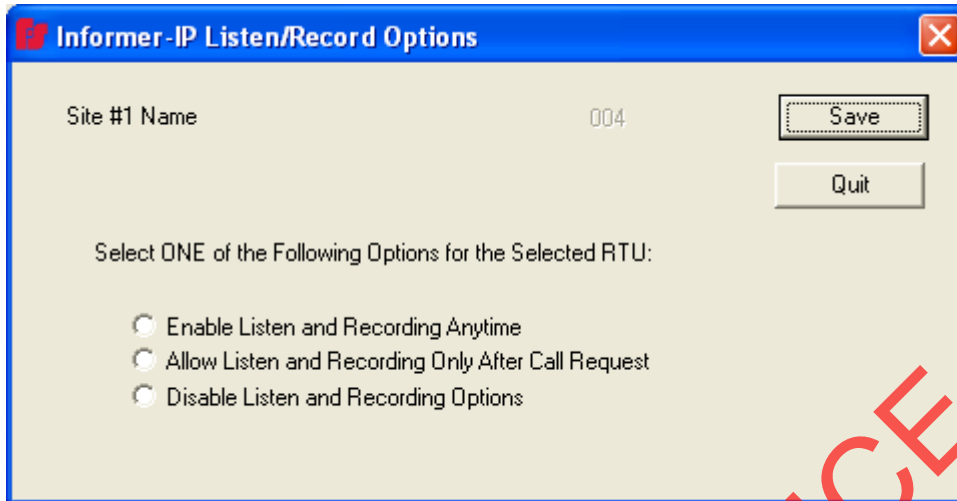 Informer-IP Listen/Record Options
Site #1 Name 004 Save
Quit
Select ONE of the Following Options for the Selected RTU:
Enable Listen and Recording Anytime
Allow Listen and Recording Only After Call Request
Disable Listen and Recording Options
CE